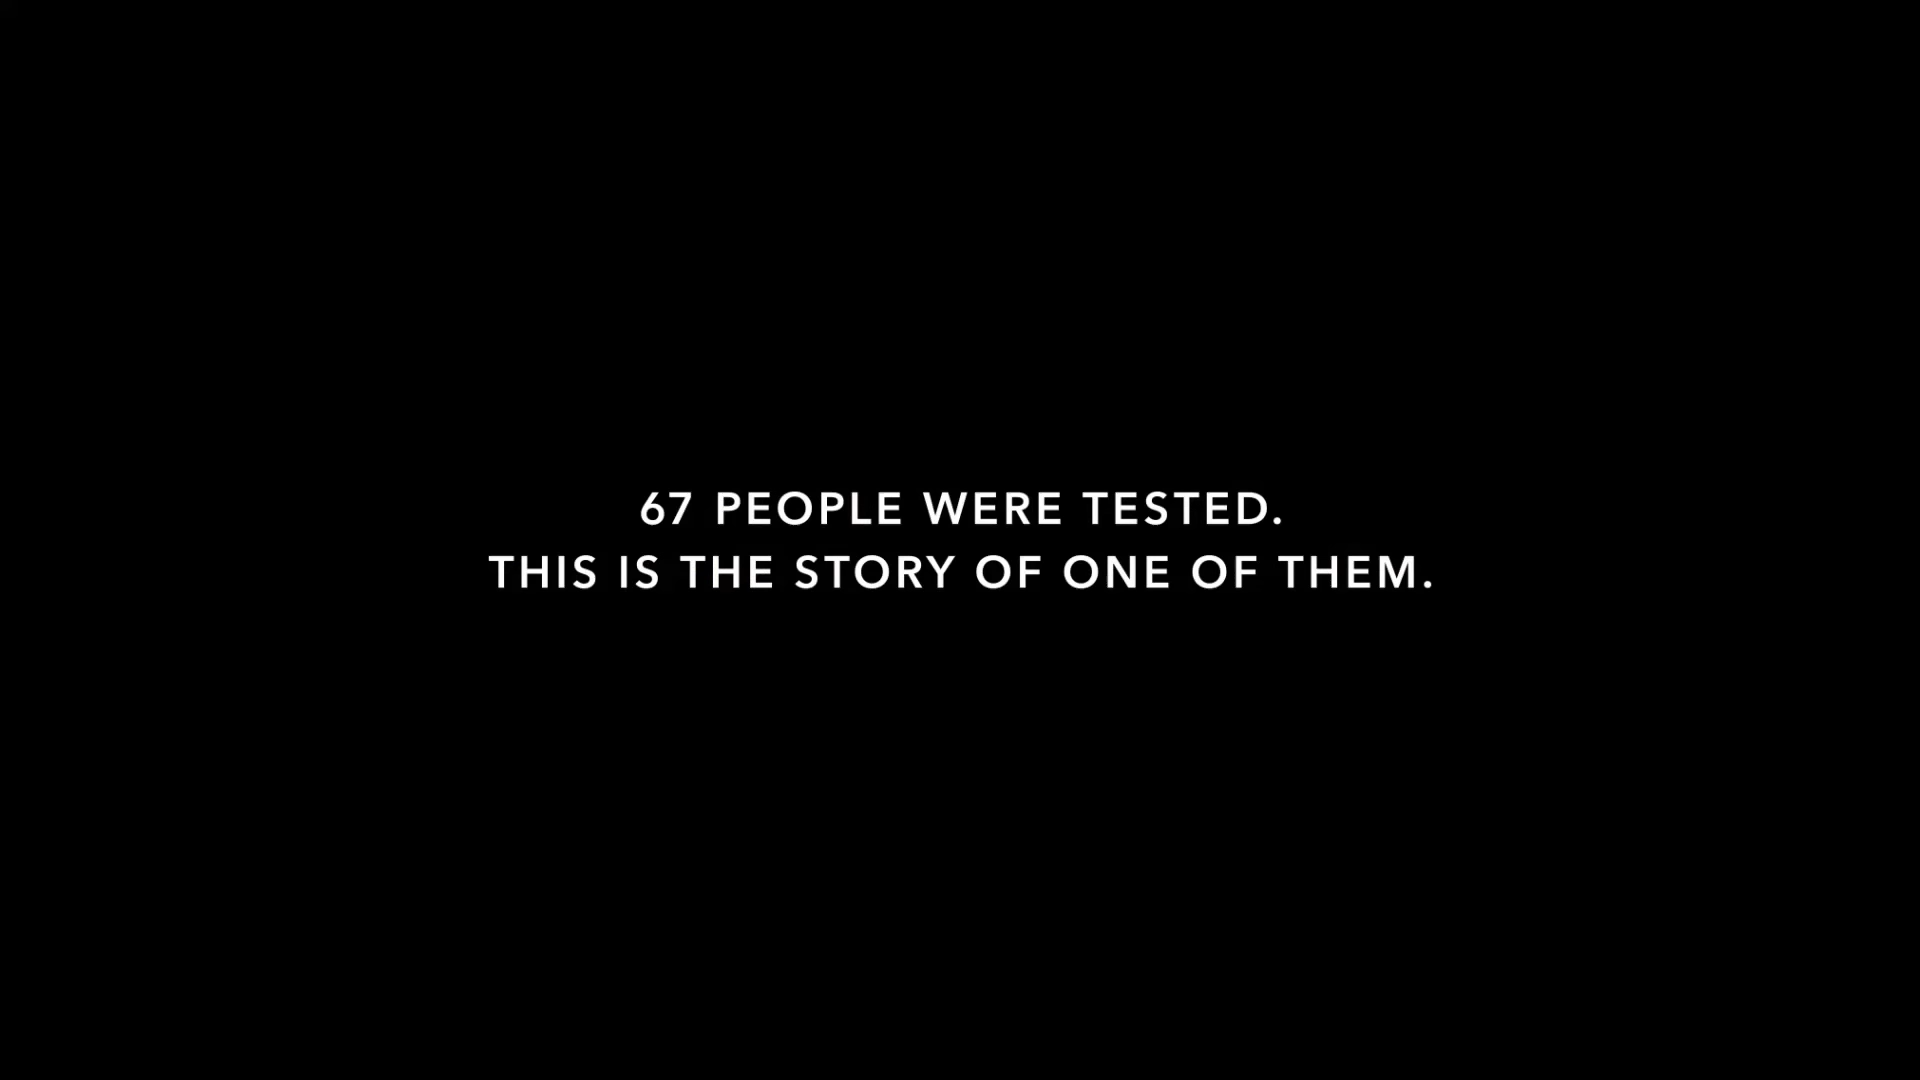 67 PEOPLE WERE TESTED.
THIS IS THE STORY OF ONE OF THEM.